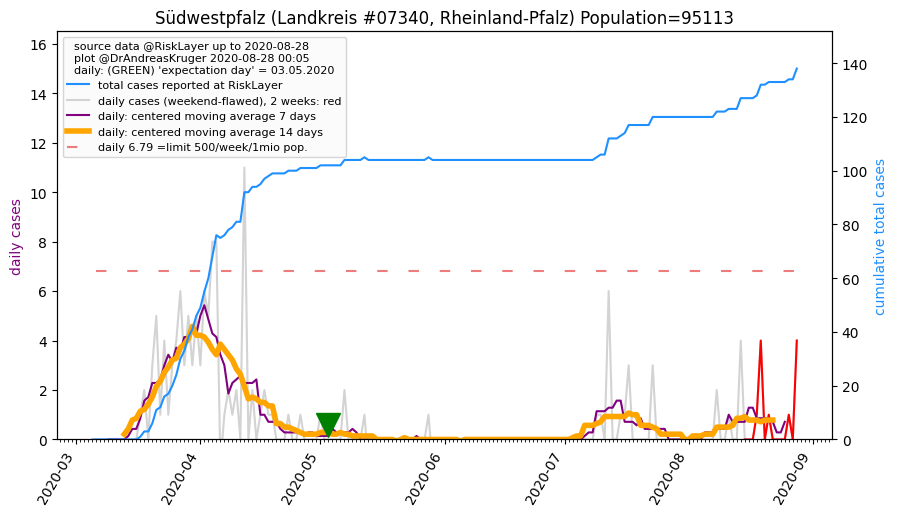 Südwestpfalz (Landkreis #07340, Rheinland-Pfalz) Population=95113
source data @RiskLayer up to 2020-08-28
plot @DrAndreasKruger 2020-08-28 00:05
daily: (GREEN) 'expectation day' = 03.05.2020
total cases reported at RiskLayer
daily cases (weekend-flawed), 2 weeks: red
daily: centered moving average 7 days
daily: centered moving average 14 days
daily 6.79 =limit 500/week/1mio pop.
daily cases
16
14
12
10
8
6
4
2
0
cumulative total cases
140
120
100
80
60
40
20
0
2020-03
2020-04
2020-05
2020-06
2020-07
2020-08
2020-09